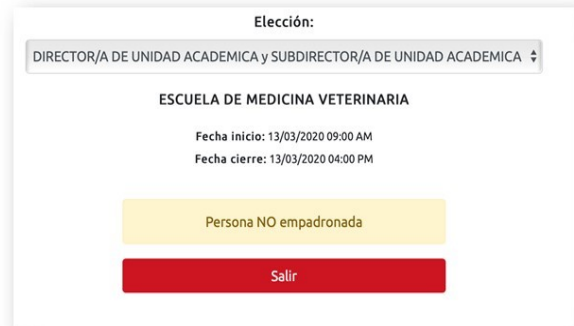 Elección:
DIRECTOR/A DE UNIDAD ACADEMICA y SUBDIRECTOR/A DE UNIDAD ACADEMICA
ESCUELA DE MEDICINA VETERINARIA
Fecha inicio: 13/03/2020 09:00 AM
Fecha cierre: 13/03/2020 04:00 PM
Persona NO empadronada
Salir